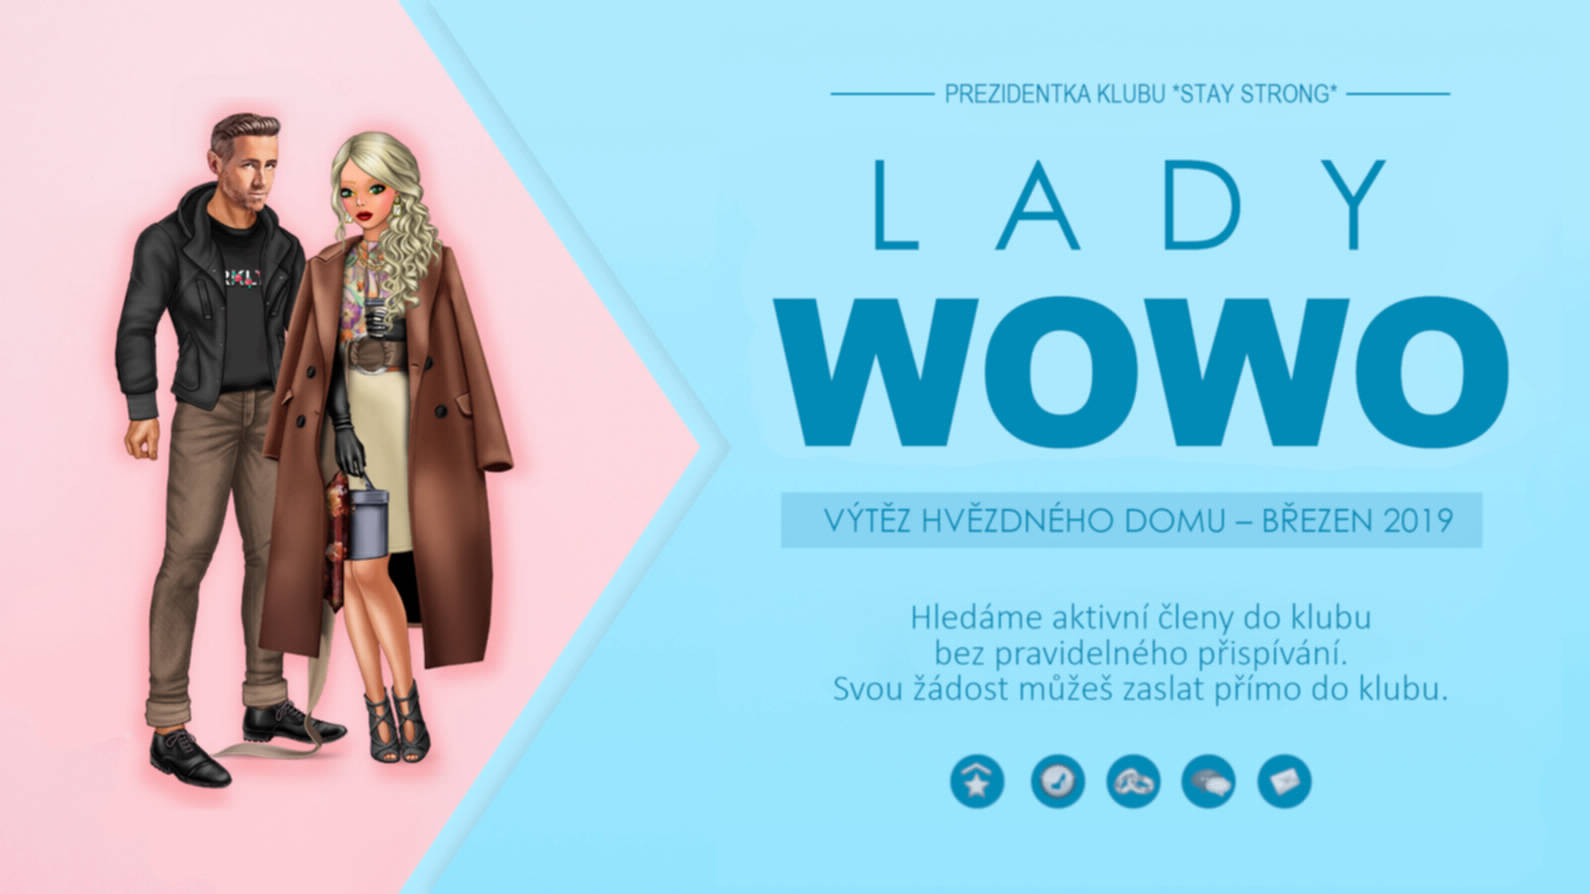 PREZIDENTKA KLUBU *STAY STRONG*
LADY
WOWO
VÝTĚZ HVĚZDNÉHO DOMU – BŘEZEN 2019
Hledáme aktivní členy do klubu
bez pravidelného přispívání.
Svou žádost můžeš zaslat přímo do klubu.